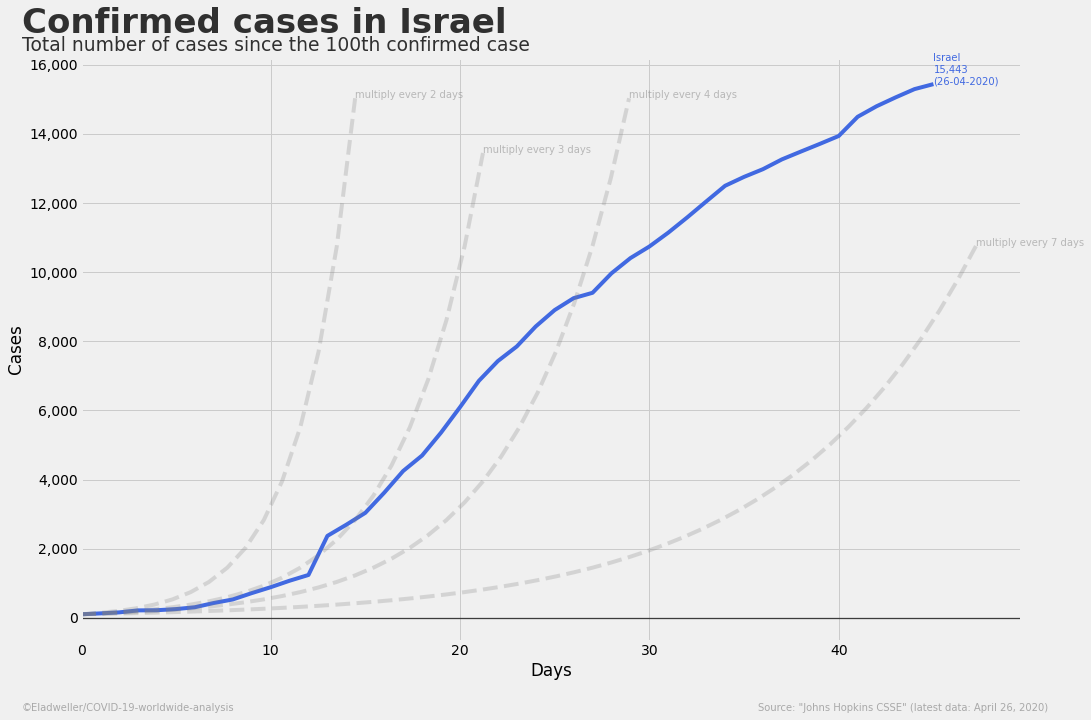 Confirmed cases in Israel
Total number of cases since the 100th confirmed case
Israel
15,443
(26-04-2020)
multiply every 2 days
multiply every 4 days
multiply every 3 days
multiply every 7 days
16,000
14,000
12,000
10,000
8,000
6,000
4,000
2,000
0
Cases
0 10 20 30 40
Days
©Eladweller/COVID-19-worldwide-analysis
Source: "Johns Hopkins CSSE" (latest data: April 26, 2020)